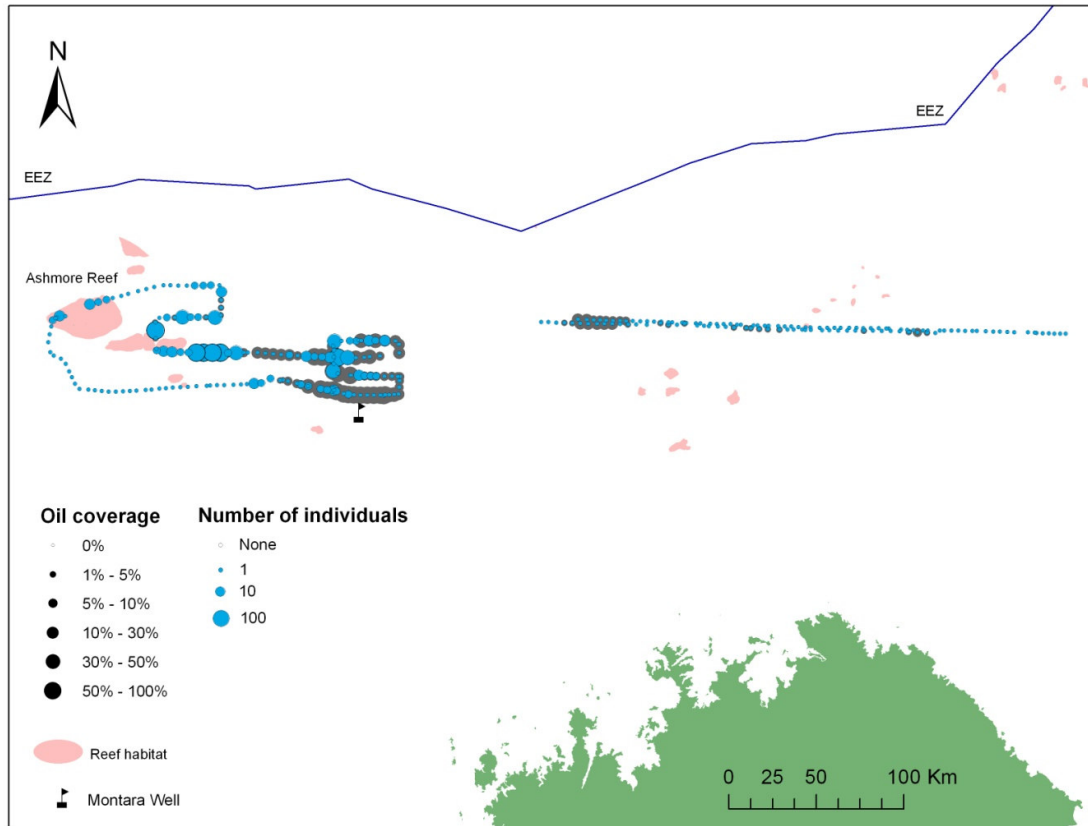 N
EEZ
EEZ
Ashmore Reef
Oil coverage
0%
1% - 5%
5% - 10%
10% - 30%
30% - 50%
50% - 100%
Number of individuals
None
1
10
100
Reef habitat
Montara Well
0 25 50 100 Km